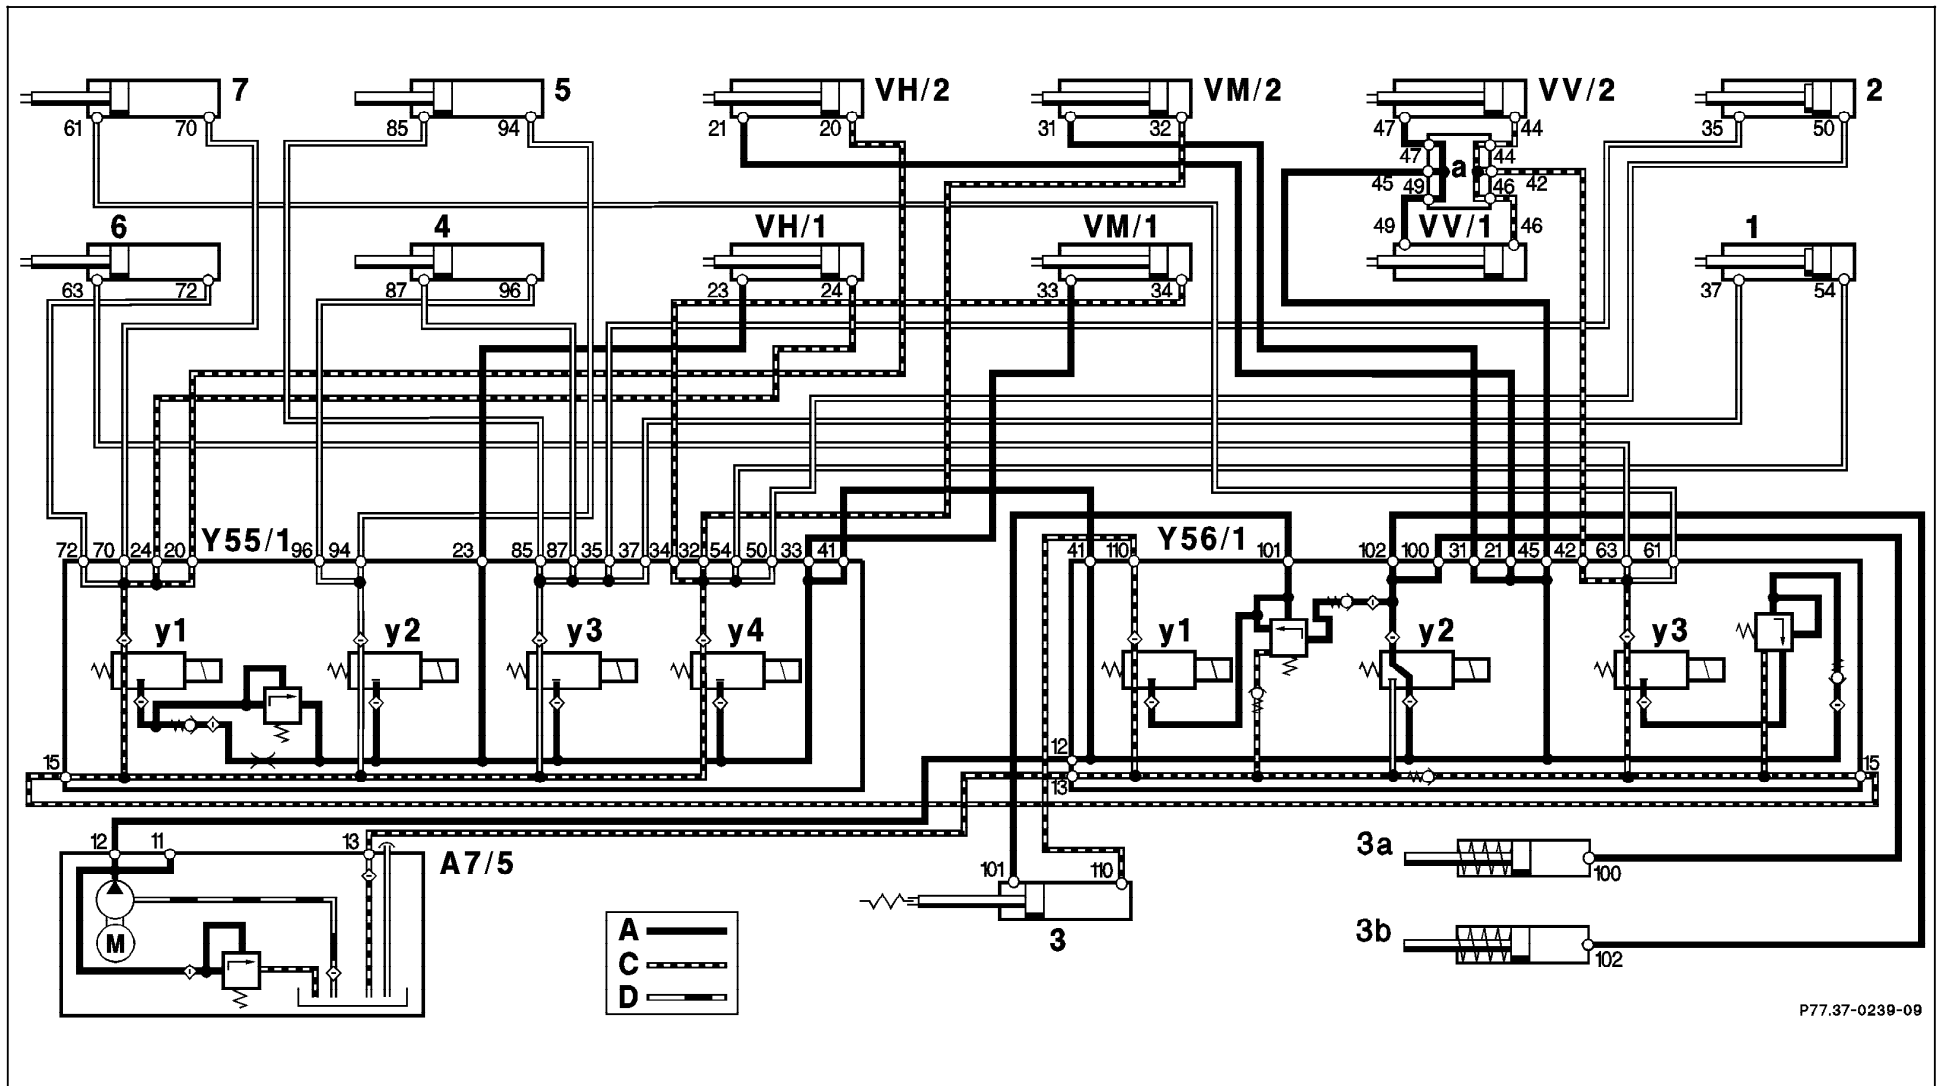 7 5 VH/2 VM/2 VV/2 2
61 70 85 94 21 20 31 32 47 44 35 50
47 44
a
45 49 46 42
6 4 VH/1 VM/1 49 VV/1 46 1
63 72 87 96 23 24 33 34 37 54
72 70 24 20 Y55/1 96 94 23 85 87 35 37 34 32 54 50 33 41 41 110 Y56/1 101 102 100 31 21 45 42 63 61
y1 y2 y3 y4 y1 y2 y3
15 12 13 15
12 11 13 A7/5
M
A
C
D
101 110
3
3a 100
3b 102
P77.37-0239-09